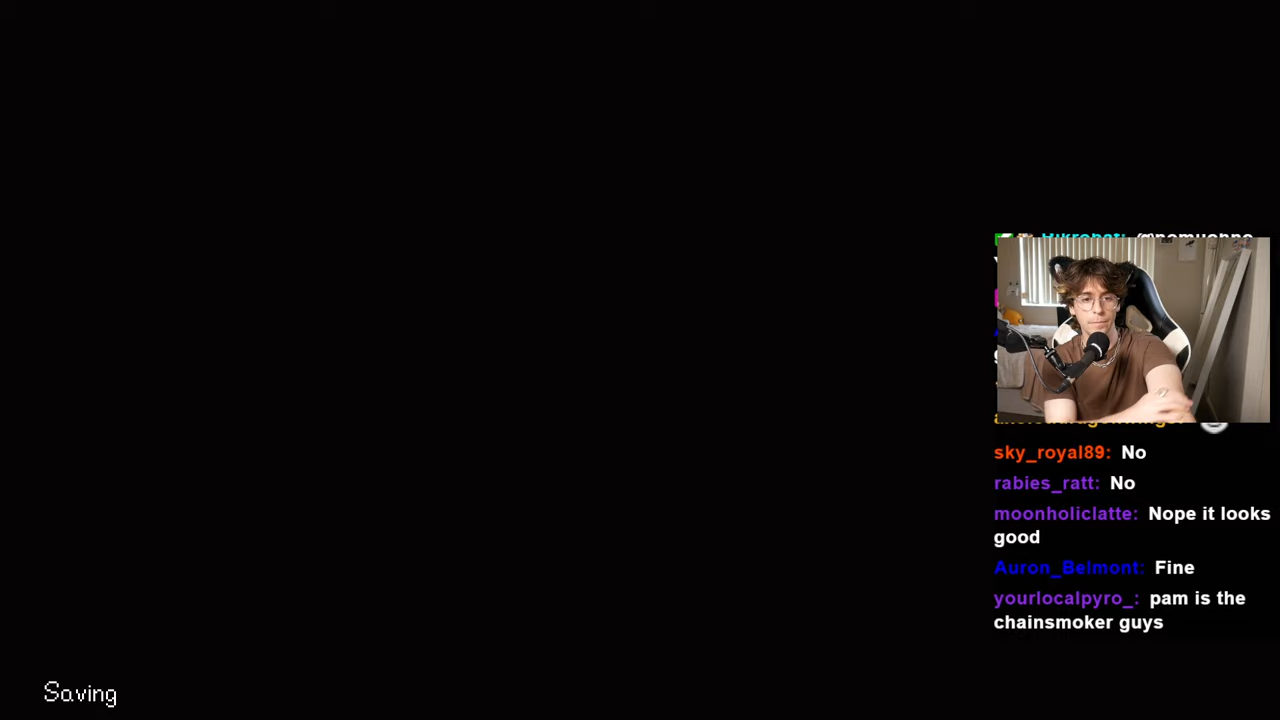 sky_royal89: No
rabies_ratt: No
moonholiclatte: Nope it looks
good
Auron_Belmont: Fine
yourlocalpyro_: pam is the
chainsmoker guys
Saving